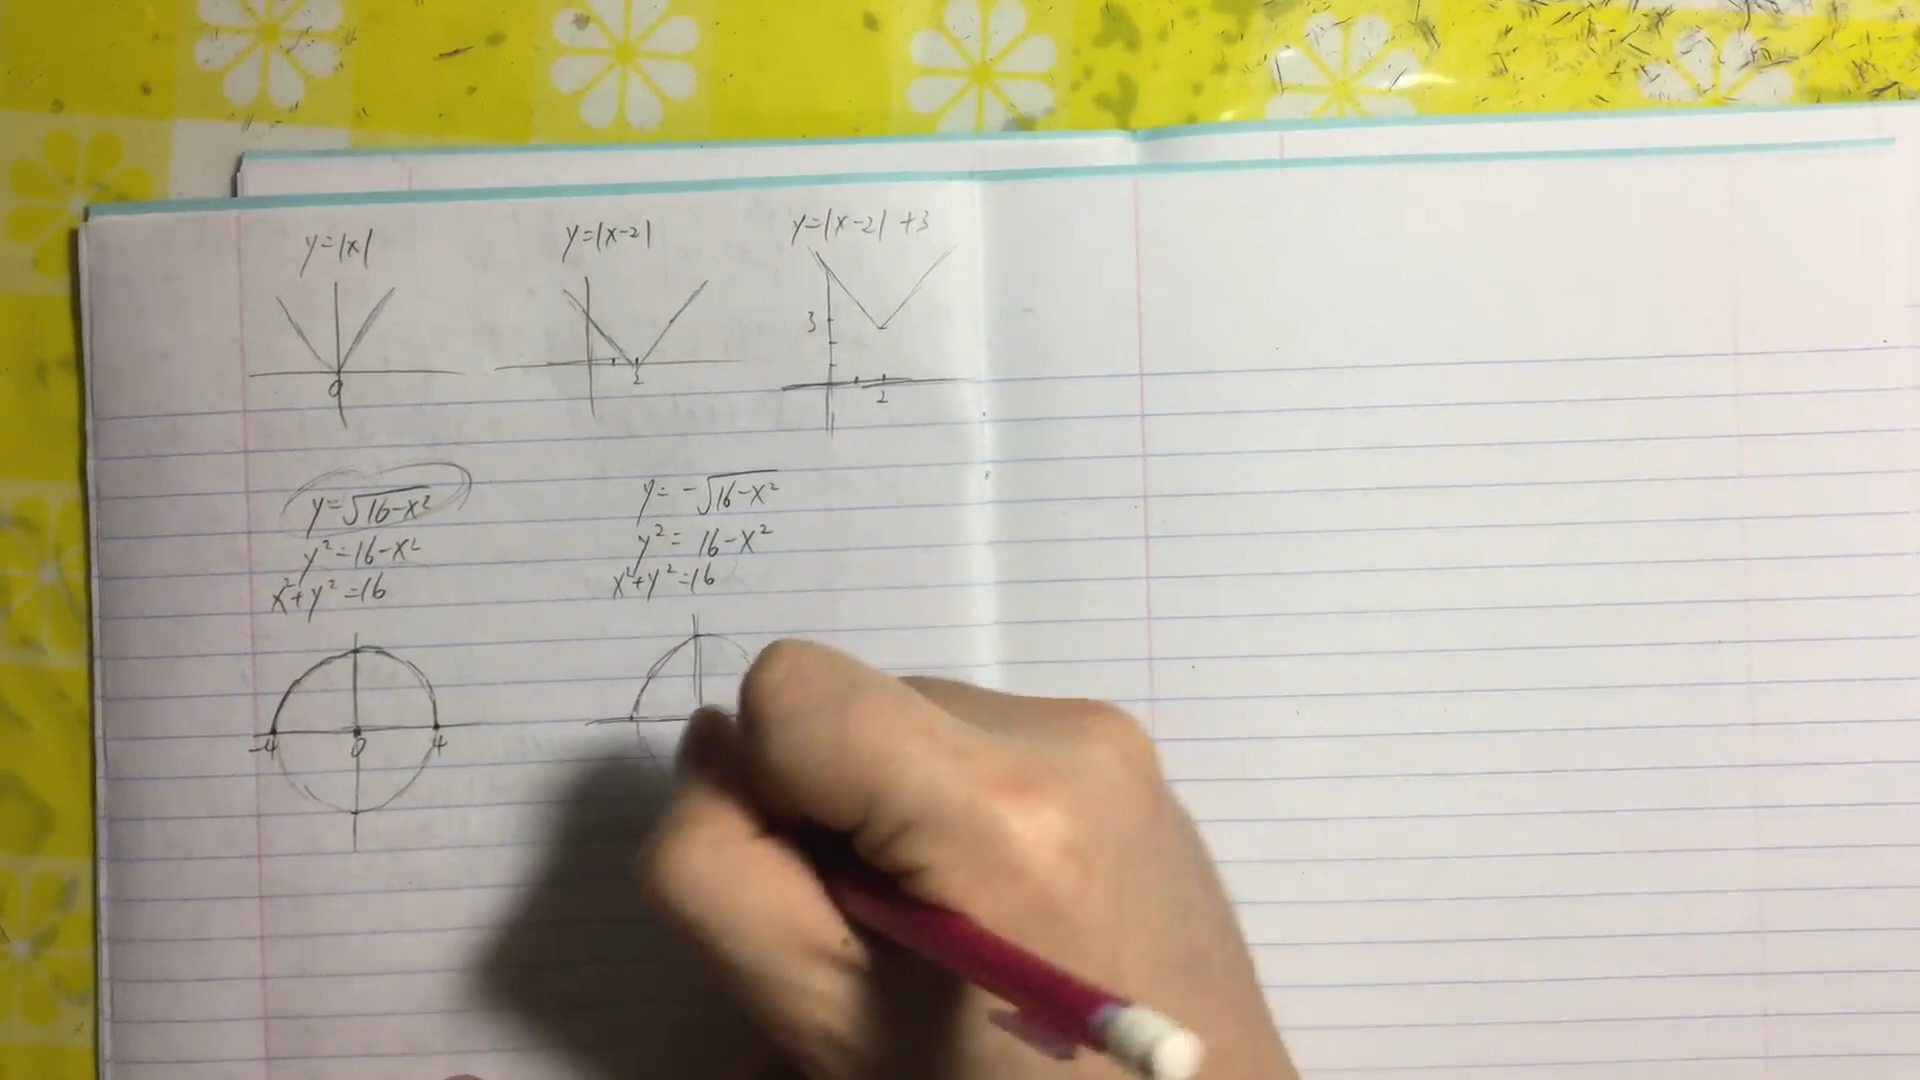 y=|x|
y=|x-2|
y=|x-2| +3
0
2
3
2
y=√16-x²
y²=16-x²
x²+y²=16
y= -√16-x²
y²= 16-x²
x²+y²=16
-4
0
4